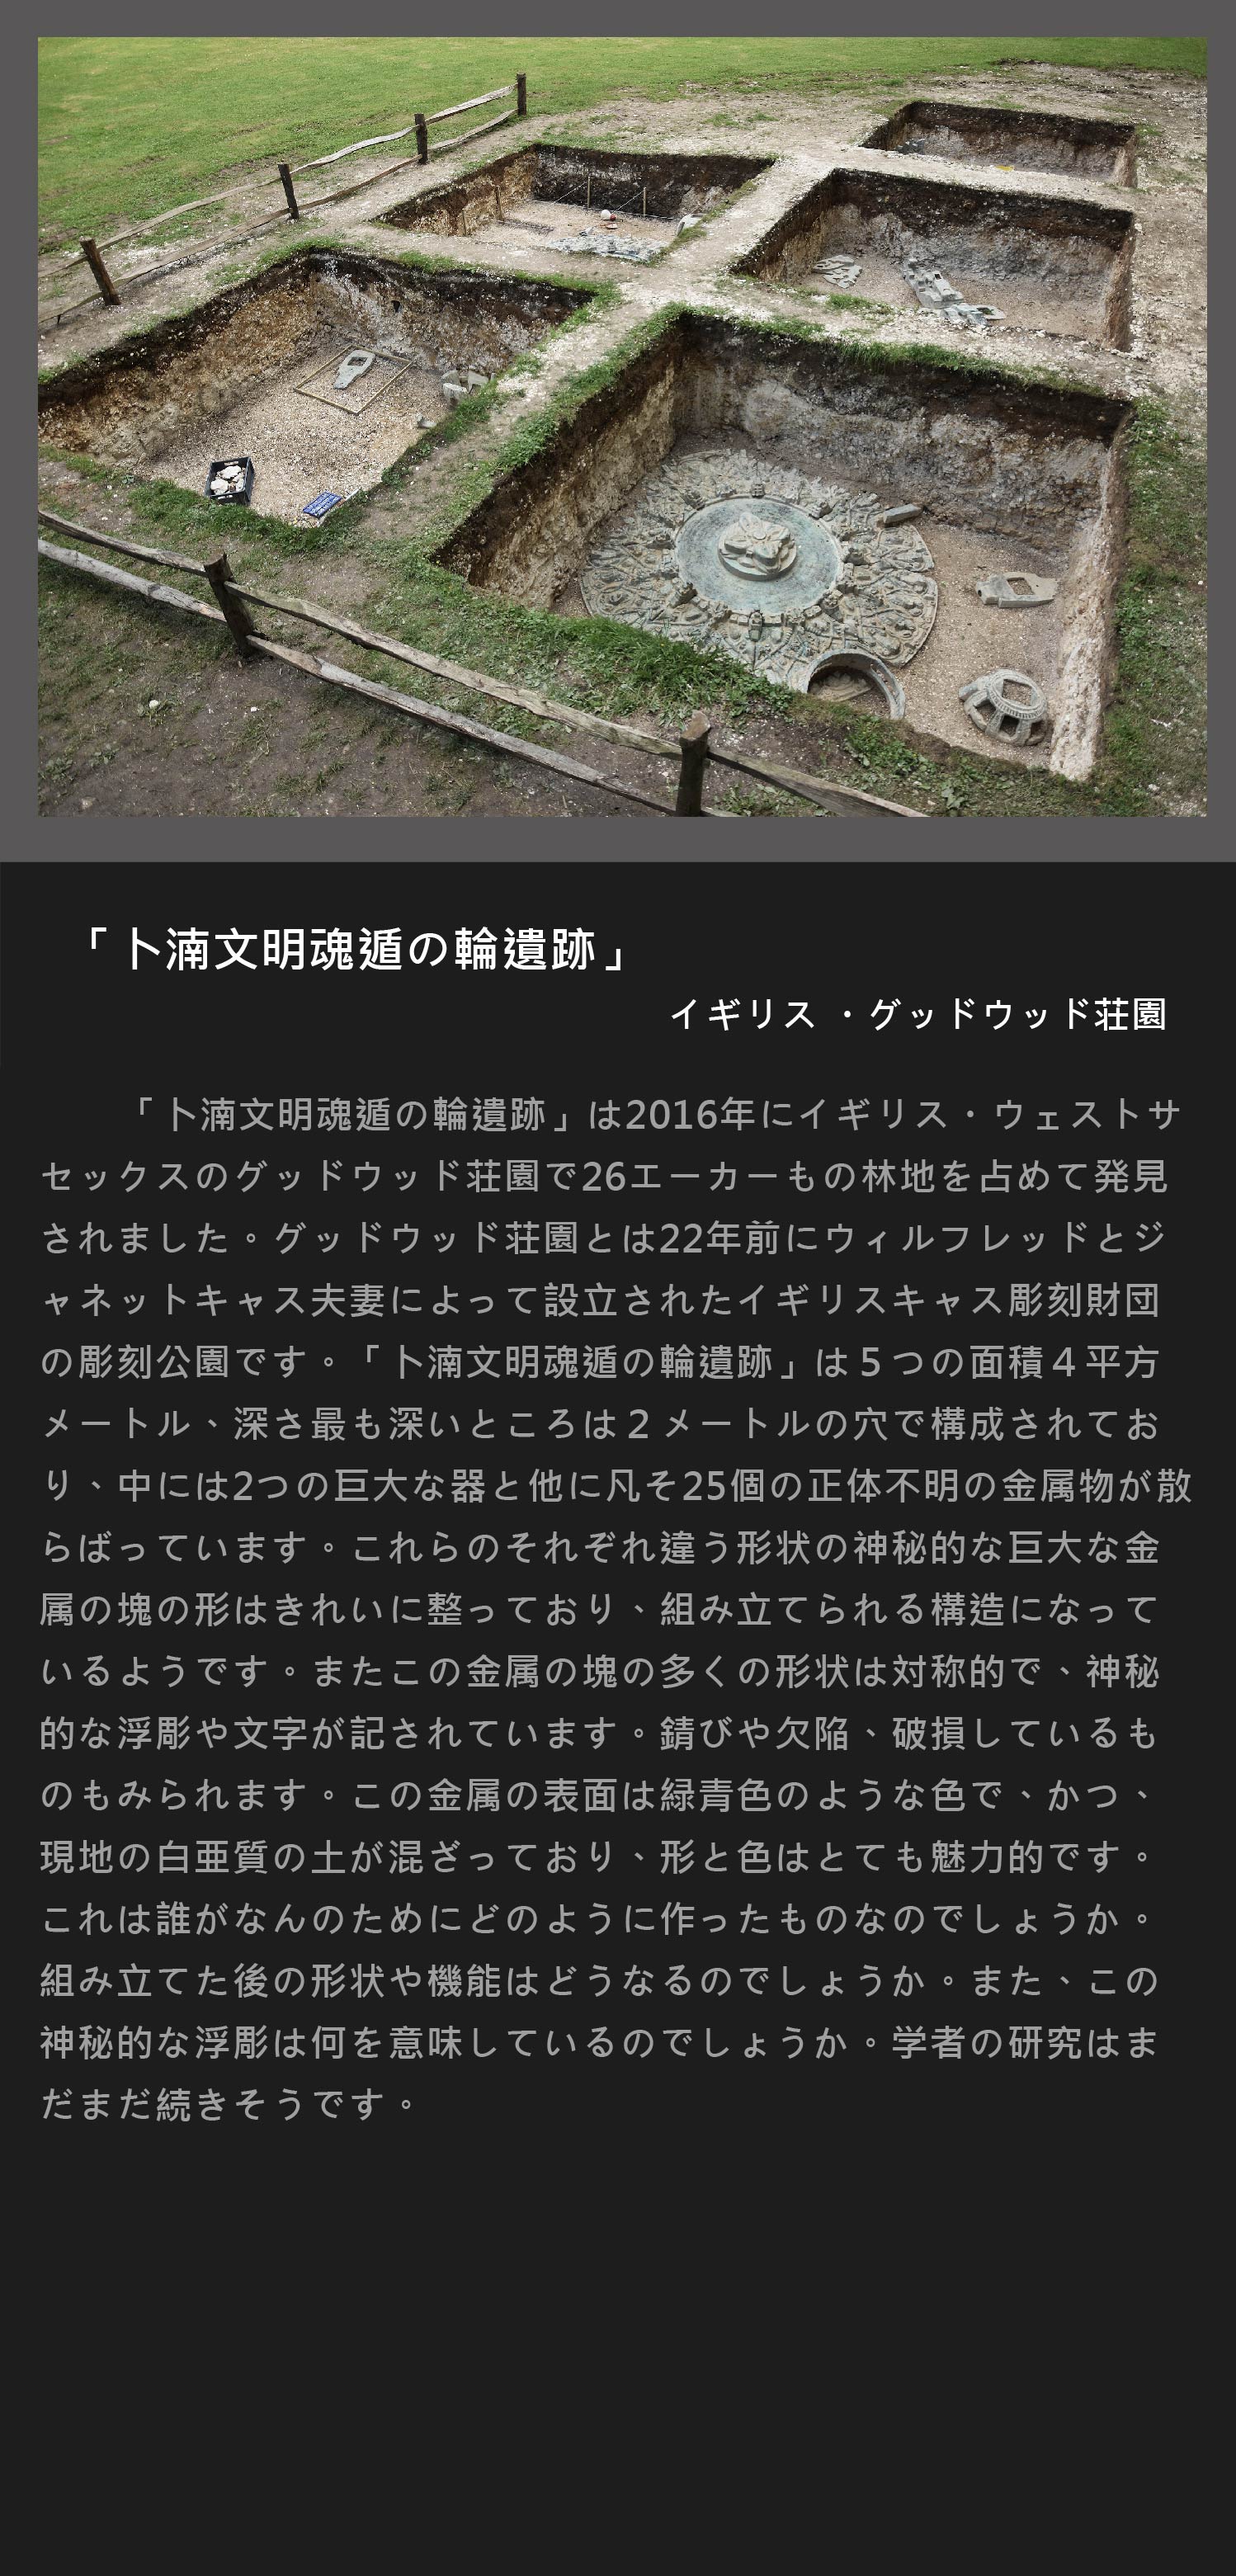 「卜湳文明魂遁の輪遺跡」
イギリス ・グッドウッド荘園
「卜湳文明魂遁の輪遺跡」は2016年にイギリス・ウェストサ
セックスのグッドウッド荘園で26エーカーもの林地を占めて発見
されました。グッドウッド荘園とは22年前にウィルフレッドとジ
ャネットキャス夫妻によって設立されたイギリスキャス彫刻財団
の彫刻公園です。「卜湳文明魂遁の輪遺跡」は５つの面積４平方
メートル、深さ最も深いところは２メートルの穴で構成されてお
り、中には2つの巨大な器と他に凡そ25個の正体不明の金属物が散
らばっています。これらのそれぞれ違う形状の神秘的な巨大な金
属の塊の形はきれいに整っており、組み立てられる構造になって
いるようです。またこの金属の塊の多くの形状は対称的で、神秘
的な浮彫や文字が記されています。錆びや欠陥、破損しているも
のもみられます。この金属の表面は緑青色のような色で、かつ、
現地の白亜質の土が混ざっており、形と色はとても魅力的です。
これは誰がなんのためにどのように作ったものなのでしょうか。
組み立てた後の形状や機能はどうなるのでしょうか。また、この
神秘的な浮彫は何を意味しているのでしょうか。学者の研究はま
だまだ続きそうです。